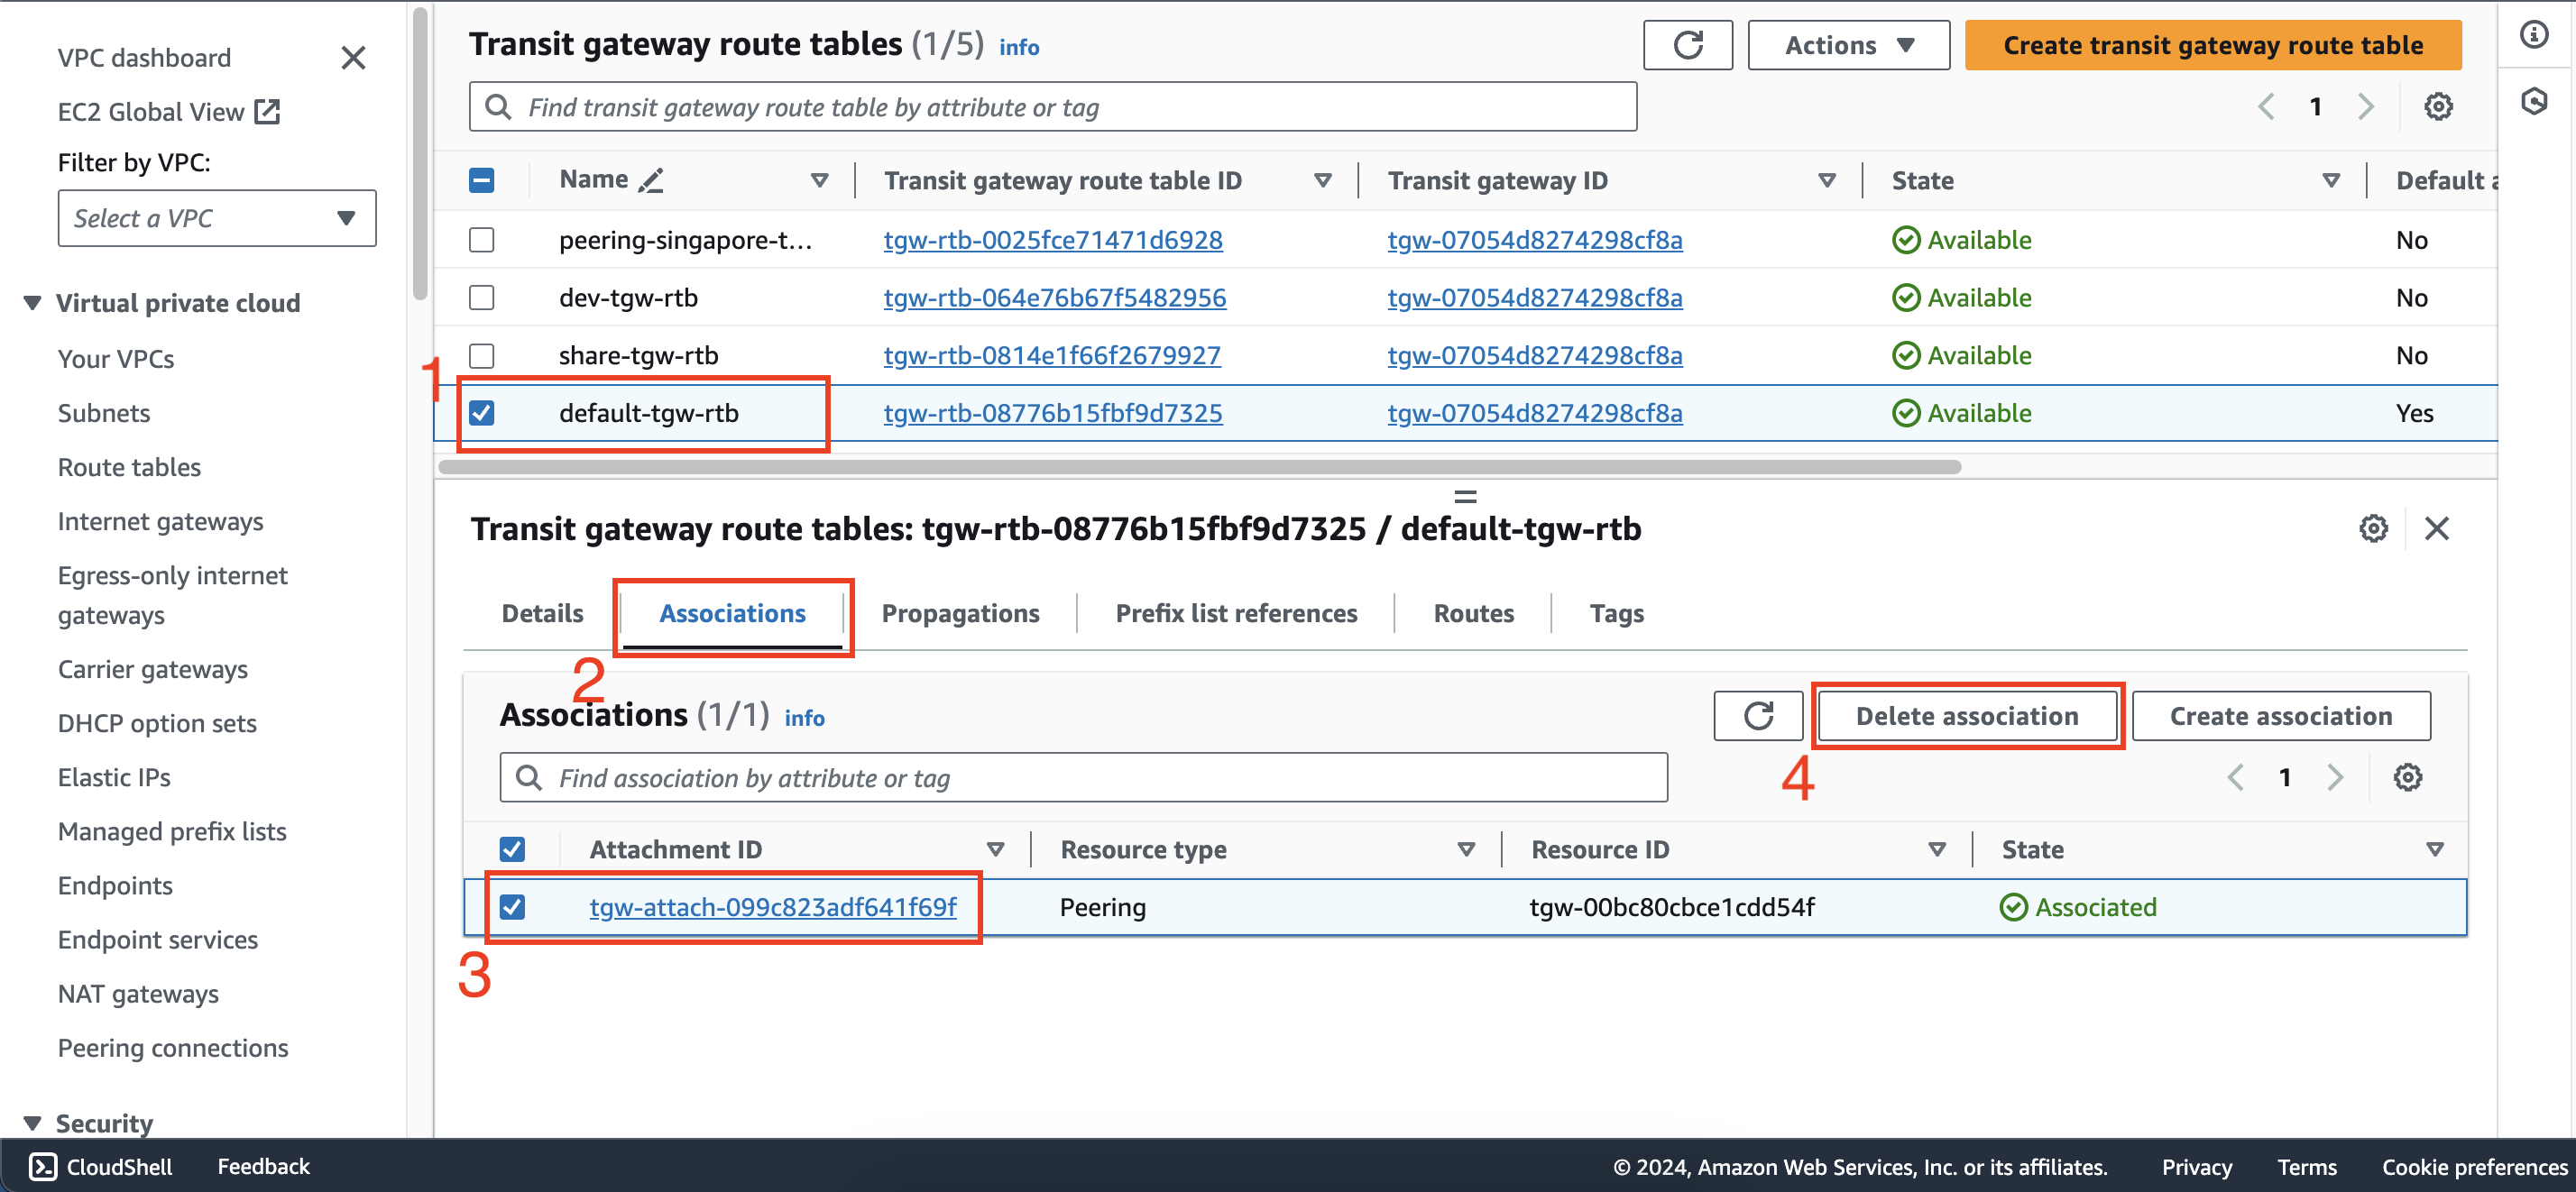 VPC dashboard
EC2 Global View
Filter by VPC:
Select a VPC
Virtual private cloud
Your VPCs
Subnets
Route tables
Internet gateways
Egress-only internet
gateways
Carrier gateways
DHCP option sets
Elastic IPs
Managed prefix lists
Endpoints
Endpoint services
NAT gateways
Peering connections
Security
Transit gateway route tables (1/5) info
Actions
Create transit gateway route table
Find transit gateway route table by attribute or tag
1
Name Transit gateway route table ID Transit gateway ID State Default a
peering-singapore-t... tgw-rtb-0025fce71471d6928 tgw-07054d8274298cf8a Available No
dev-tgw-rtb tgw-rtb-064e76b67f5482956 tgw-07054d8274298cf8a Available No
share-tgw-rtb tgw-rtb-0814e1f66f2679927 tgw-07054d8274298cf8a Available No
1
default-tgw-rtb tgw-rtb-08776b15fbf9d7325 tgw-07054d8274298cf8a Available Yes
Transit gateway route tables: tgw-rtb-08776b15fbf9d7325 / default-tgw-rtb
Details Associations Propagations Prefix list references Routes Tags
2
Associations (1/1) info
Delete association
Create association
4
Find association by attribute or tag
1
Attachment ID Resource type Resource ID State
tgw-attach-099c823adf641f69f Peering tgw-00bc80cbce1cdd54f Associated
3
CloudShell Feedback © 2024, Amazon Web Services, Inc. or its affiliates. Privacy Terms Cookie preferences